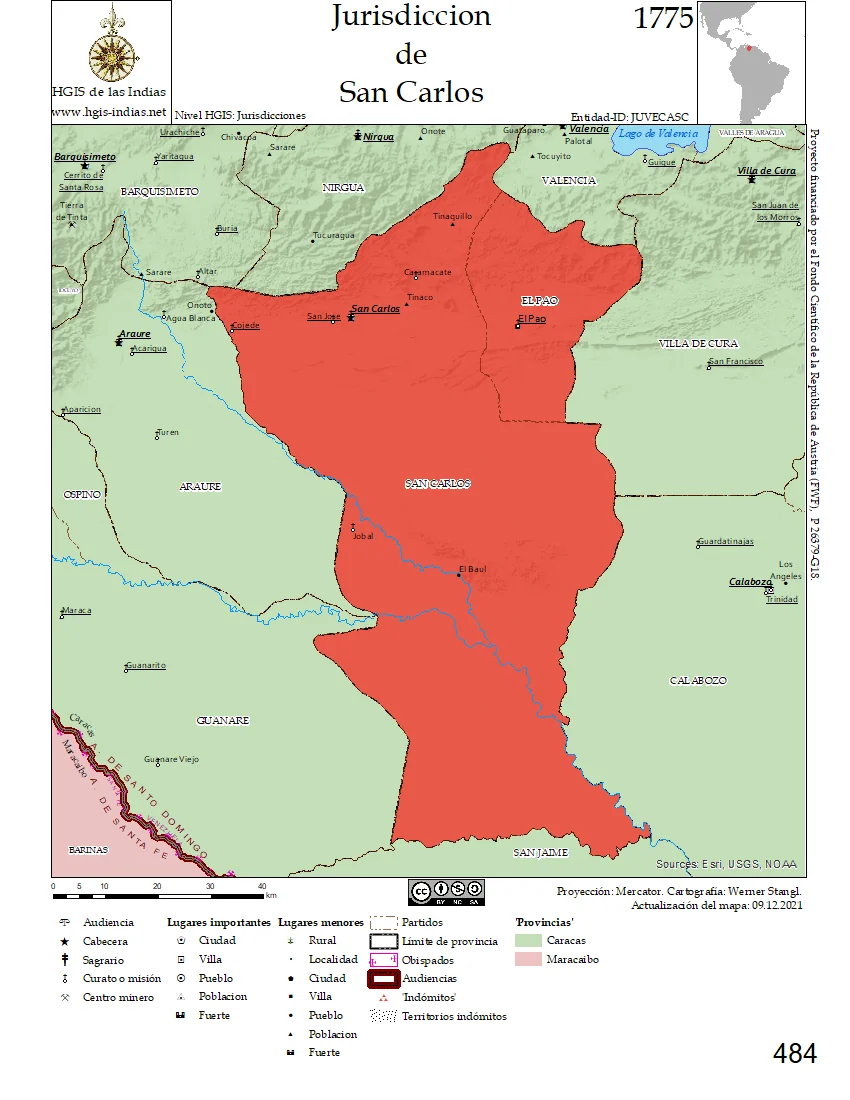 Jurisdiccion
de
San Carlos
1775
HGIS de las Indias
www.hgis-indias.net
Nivel HGIS: Jurisdicciones
Entidad-ID: JUVECASC
Urachiche
Chivacoa
Nirgua
Onote
Guataparo
Valencia
Palotal
Lago de Valencia
VALLES DE ARAGUA
Sarare
Barquisimeto
Yaritagua
Tocuyito
Guigue
Villa de Cura
Cerrito de
Santa Rosa
BARQUISIMETO
NIRGUA
VALENCIA
Tierra
de Tinta
San Juan de
los Morros
Tinaquillo
Buria
Tucuragua
Sarare
Altar
Caramacate
Onoto
Tinaco
EL PAO
San Jose
San Carlos
El Pao
Agua Blanca
Cojede
Araure
Acarigua
VILLA DE CURA
San Francisco
Aparicion
Turen
OSPINO
ARAURE
SAN CARLOS
Jobal
Guardatinajas
El Baul
Los
Angeles
Calabozo
Trinidad
Maraca
Guanarito
CALABOZO
GUANARE
Caracas
Maracaibo
Guanare Viejo
A. DE SANTO DOMINGO
A. DE SANTA FE
BARINAS
SAN JAIME
Sources: Esri, USGS, NOAA
Proyecto financiado por el Fondo Científico de la República de Austria (FWF). P 26379-G18.
0 5 10 20 30 40
km
CC BY NC SA
Proyección: Mercator. Cartografía: Werner Stangl.
Actualización del mapa: 09.12.2021
Audiencia
Cabecera
Sagrario
Curato o misión
Centro minero
Lugares importantes
Ciudad
Villa
Pueblo
Poblacion
Fuerte
Lugares menores
Rural
Localidad
Ciudad
Villa
Pueblo
Poblacion
Fuerte
Partidos
Límite de provincia
Obispados
Audiencias
'Indómitos'
Territorios indómitos
'Provincias'
Caracas
Maracaibo
484